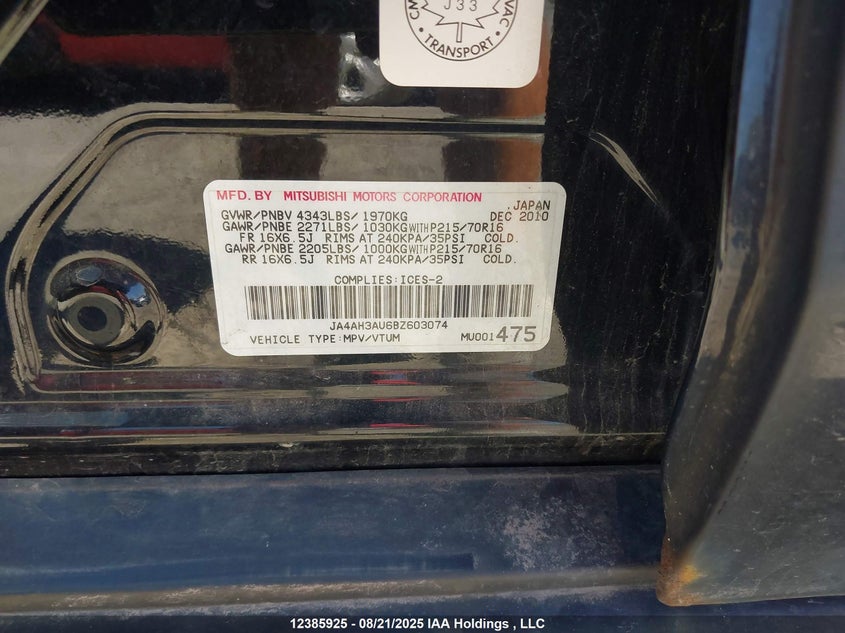 CM
J33
VAC
• TRANSPORT •
MFD. BY MITSUBISHI MOTORS CORPORATION
JAPAN
GVWR/PNBV 4343LBS/1970KG DEC 2010
GAWR/PNBE 2271LBS/1030KG WITH P215/70R16
FR 16X6.5J RIMS AT 240KPA/35PSI COLD.
GAWR/PNBE 2205LBS/1000KG WITH P215/70R16
RR 16X6.5J RIMS AT 240KPA/35PSI COLD.
COMPLIES:ICES-2
JA4AH3AU6BZ603074
VEHICLE TYPE:MPV/VTUM MU001475
12385925 - 08/21/2025 IAA Holdings , LLC